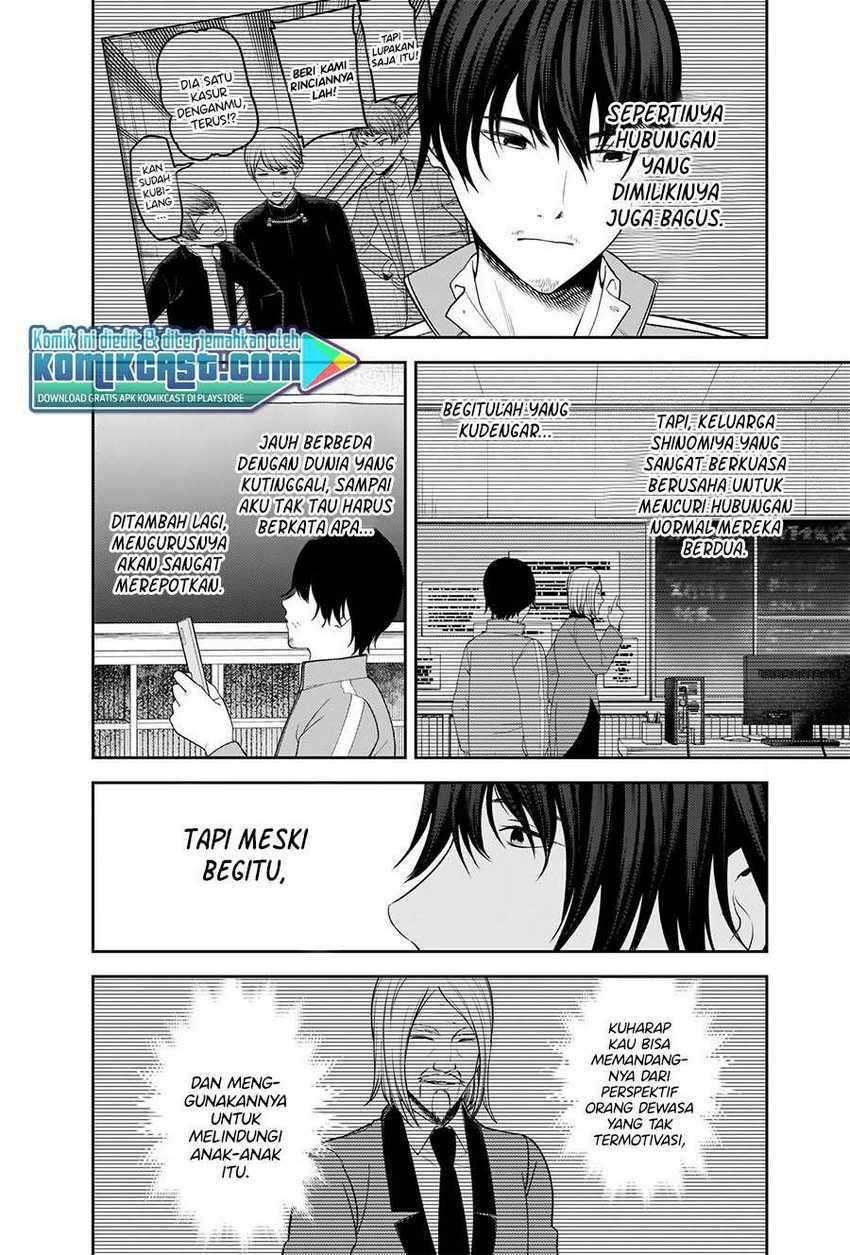 SEPERTINYA
HUBUNGAN
YANG
DIMILIKINYA
JUGA BAGUS.
TAPI
LUPAKAN
SAJA ITU!
BERI KAMI
RINCIANNYA
LAH!
DIA SATU
KASUR
DENGANMU,
TERUS!?
KAN
SUDAH
KUBI-
LANG
...
Komik ini diedit & diterjemahkan oleh
KOMIKCAST.COM
DOWNLOAD GRATIS APK KOMIKCAST DI PLAYSTORE
TAPI, KELUARGA
SHINOMIYA YANG
SANGAT BERKUASA
BERUSAHA UNTUK
MENCURI HUBUNGAN
NORMAL MEREKA
BERDUA.
BEGITULAH YANG
KUDENGAR...
JAUH BERBEDA
DENGAN DUNIA YANG
KUTINGGALI, SAMPAI
AKU TAK TAU HARUS
BERKATA APA...
DITAMBAH LAGI,
MENGURUSNYA
AKAN SANGAT
MEREPOTKAN.
TAPI MESKI
BEGITU,
KUHARAP
KAU BISA
MEMANDANG-
NYA DARI
PERSPEKTIF
ORANG DEWASA
YANG TAK
TERMOTIVASI,
DAN MENG-
GUNAKANNYA
UNTUK
MELINDUNGI
ANAK-ANAK
ITU.